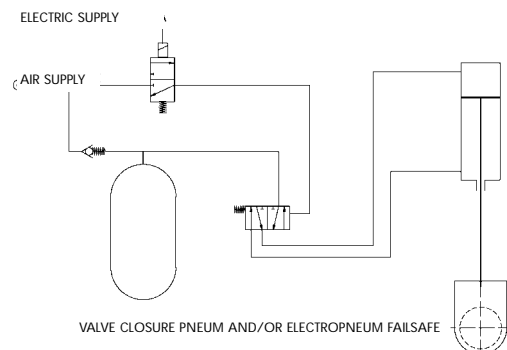 ELECTRIC SUPPLY
AIR SUPPLY
VALVE CLOSURE PNEUM AND/OR ELECTROPNEUM FAILSAFE